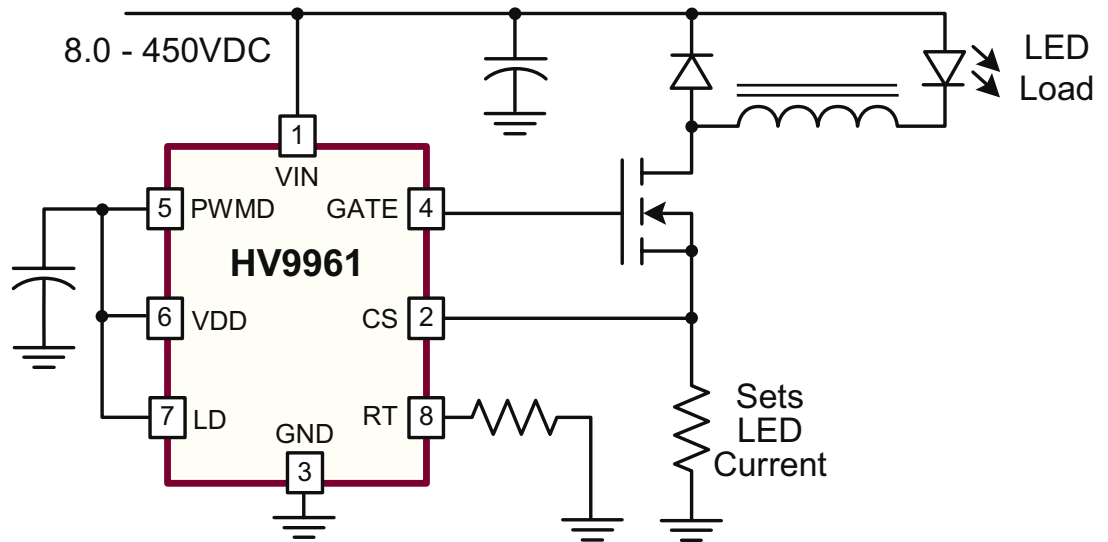 8.0 - 450VDC
LED
Load
1
VIN
5
PWMD
GATE
4
HV9961
6
VDD
CS
2
7
LD
RT
8
GND
3
Sets
LED
Current